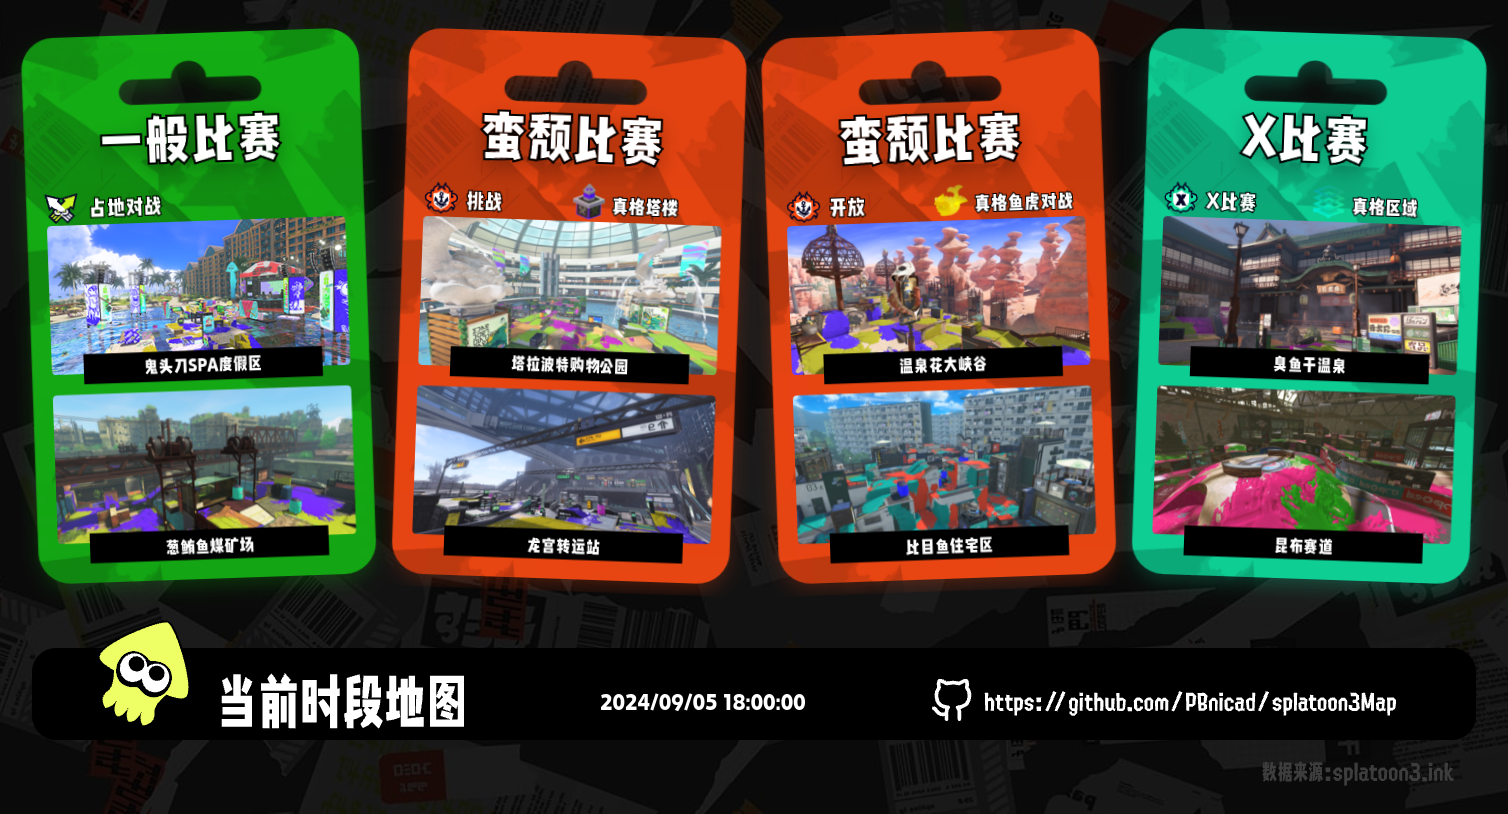 一般比赛
占地对战
鬼头刀SPA度假区
葱鲔鱼煤矿场
蛮颓比赛
挑战
真格塔楼
塔拉波特购物公园
龙宫转运站
蛮颓比赛
开放
真格鱼虎对战
温泉花大峡谷
比目鱼住宅区
X比赛
X比赛
真格区域
臭鱼干温泉
昆布赛道
当前时段地图
2024/09/05 18:00:00
https://github.com/PBnicad/splatoon3Map
数据来源:splatoon3.ink